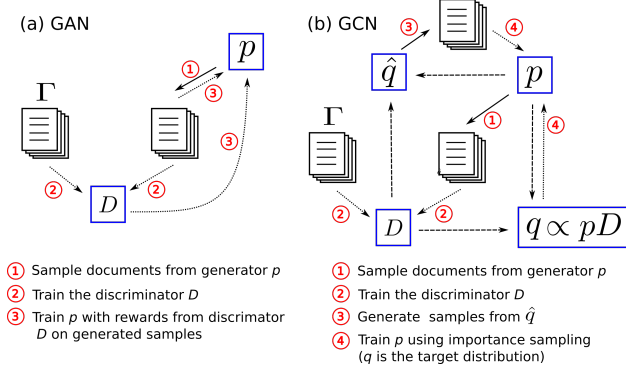 (a) GAN
p
1
3
Γ
3
2
2
D
1 Sample documents from generator p
2 Train the discriminator D
3 Train p with rewards from discrimator
D on generated samples
(b) GCN
3
4
q̂
p
1
4
Γ
2
2
D
q ∝ pD
1 Sample documents from generator p
2 Train the discriminator D
3 Generate samples from q̂
4 Train p using importance sampling
(q is the target distribution)